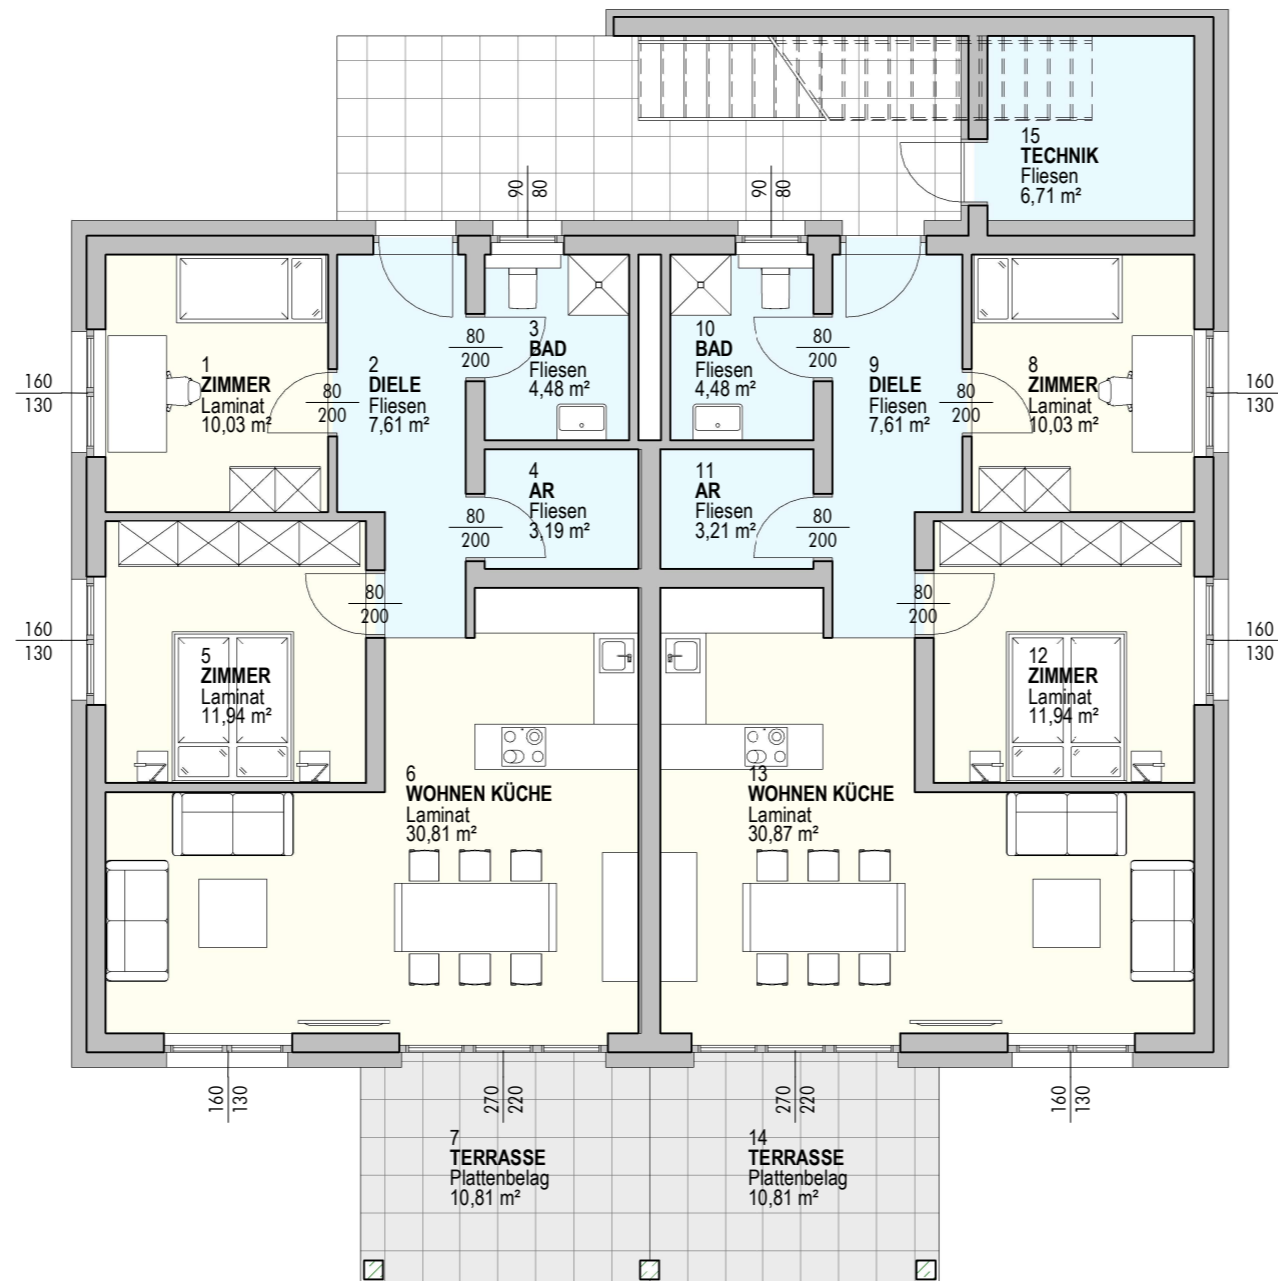 15
TECHNIK
Fliesen
6,71 m²
90
80
90
80
1
ZIMMER
Laminat
10,03 m²
80
200
2
DIELE
Fliesen
7,61 m²
80
200
3
BAD
Fliesen
4,48 m²
10
BAD
Fliesen
4,48 m²
80
200
9
DIELE
Fliesen
7,61 m²
80
200
8
ZIMMER
Laminat
10,03 m²
160
130
160
130
4
AR
Fliesen
3,19 m²
80
200
11
AR
Fliesen
3,21 m²
80
200
80
200
80
200
160
130
160
130
5
ZIMMER
Laminat
11,94 m²
12
ZIMMER
Laminat
11,94 m²
6
WOHNEN KÜCHE
Laminat
30,81 m²
13
WOHNEN KÜCHE
Laminat
30,87 m²
160
130
270
220
270
220
160
130
7
TERRASSE
Plattenbelag
10,81 m²
14
TERRASSE
Plattenbelag
10,81 m²